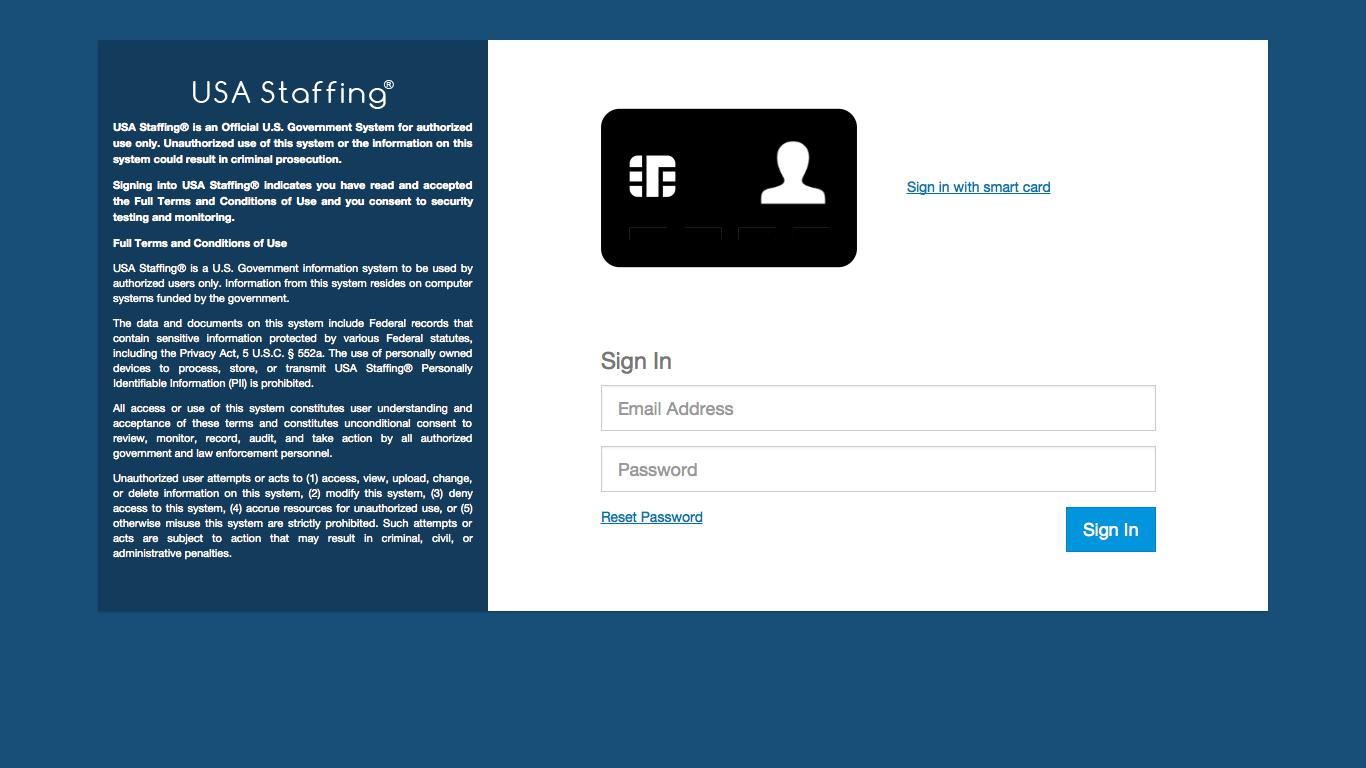 USA Staffing®
USA Staffing® is an Official U.S. Government System for authorized
use only. Unauthorized use of this system or the information on this
system could result in criminal prosecution.
Signing into USA Staffing® indicates you have read and accepted
the Full Terms and Conditions of Use and you consent to security
testing and monitoring.
Full Terms and Conditions of Use
USA Staffing® is a U.S. Government information system to be used by
authorized users only. Information from this system resides on computer
systems funded by the government.
The data and documents on this system include Federal records that
contain sensitive information protected by various Federal statutes,
including the Privacy Act, 5 U.S.C. § 552a. The use of personally owned
devices to process, store, or transmit USA Staffing® Personally
Identifiable Information (PII) is prohibited.
All access or use of this system constitutes user understanding and
acceptance of these terms and constitutes unconditional consent to
review, monitor, record, audit, and take action by all authorized
government and law enforcement personnel.
Unauthorized user attempts or acts to (1) access, view, upload, change,
or delete information on this system, (2) modify this system, (3) deny
access to this system, (4) accrue resources for unauthorized use, or (5)
otherwise misuse this system are strictly prohibited. Such attempts or
acts are subject to action that may result in criminal, civil, or
administrative penalties.
Sign in with smart card
Sign In
Email Address
Password
Reset Password
Sign In